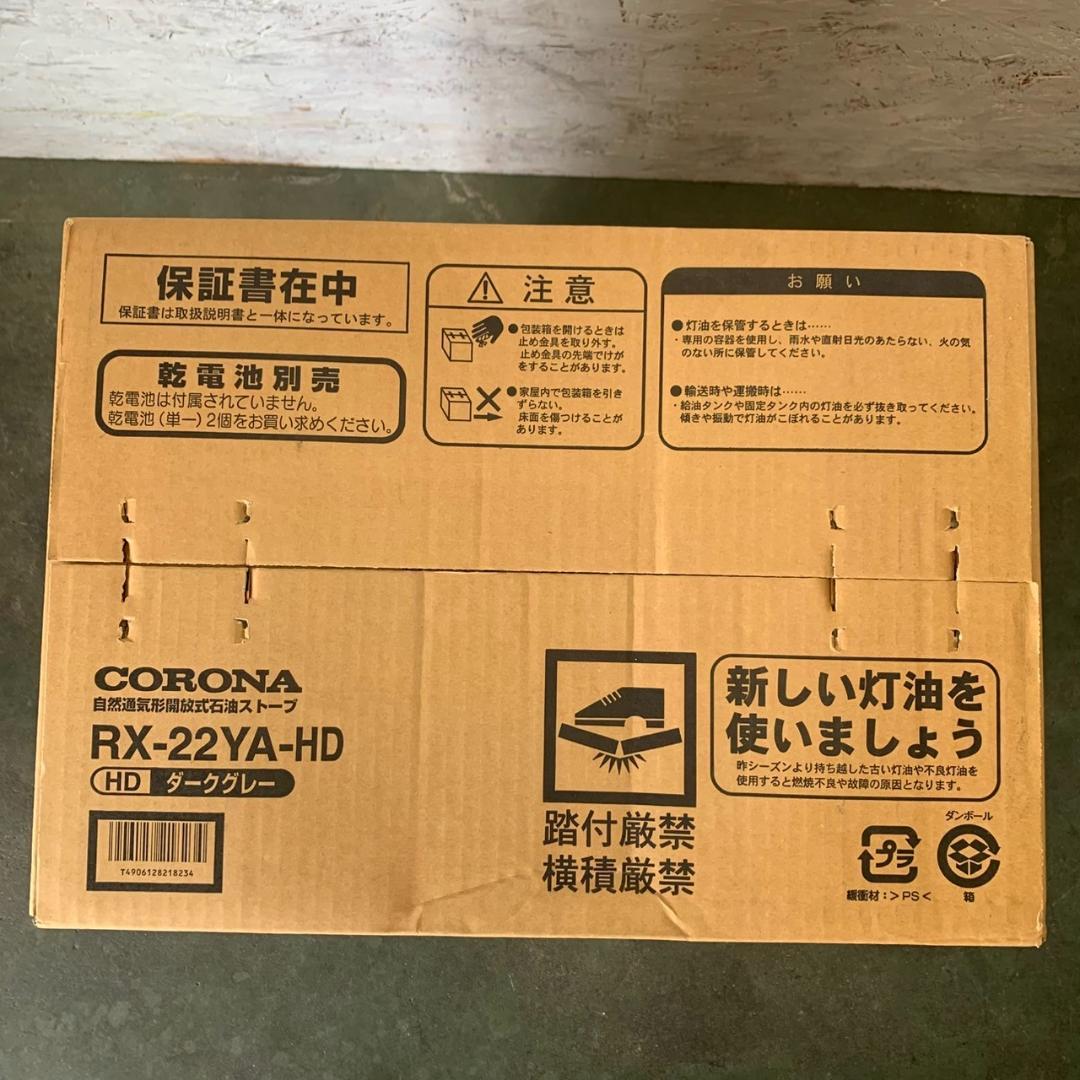 保証書在中
保証書は取扱説明書と一体になっています。
乾電池別売
乾電池は付属されていません。
乾電池(単一)2個をお買い求めください。
注意
●包装箱を開けるときは
止め金具を取り外す。
止め金具の先端でけが
をすることがあります。
●家屋内で包装箱を引き
ずらない。
床面を傷つけることが
あります。
お願い
●灯油を保管するときは……
・専用の容器を使用し、雨水や直射日光のあたらない、火の気
のない所に保管してください。
●輸送時や運搬時は……
・給油タンクや固定タンク内の灯油を必ず抜き取ってください。
傾きや振動で灯油がこぼれることがあります。
CORONA
自然通気形開放式石油ストーブ
RX-22YA-HD
HD ダークグレー
T4906128218234
踏付厳禁
横積厳禁
新しい灯油を
使いましょう
昨シーズンより持ち越した古い灯油や不良灯油を
使用すると燃焼不良や故障の原因となります。
プラ
緩衝材:>PS<
ダンボール
箱